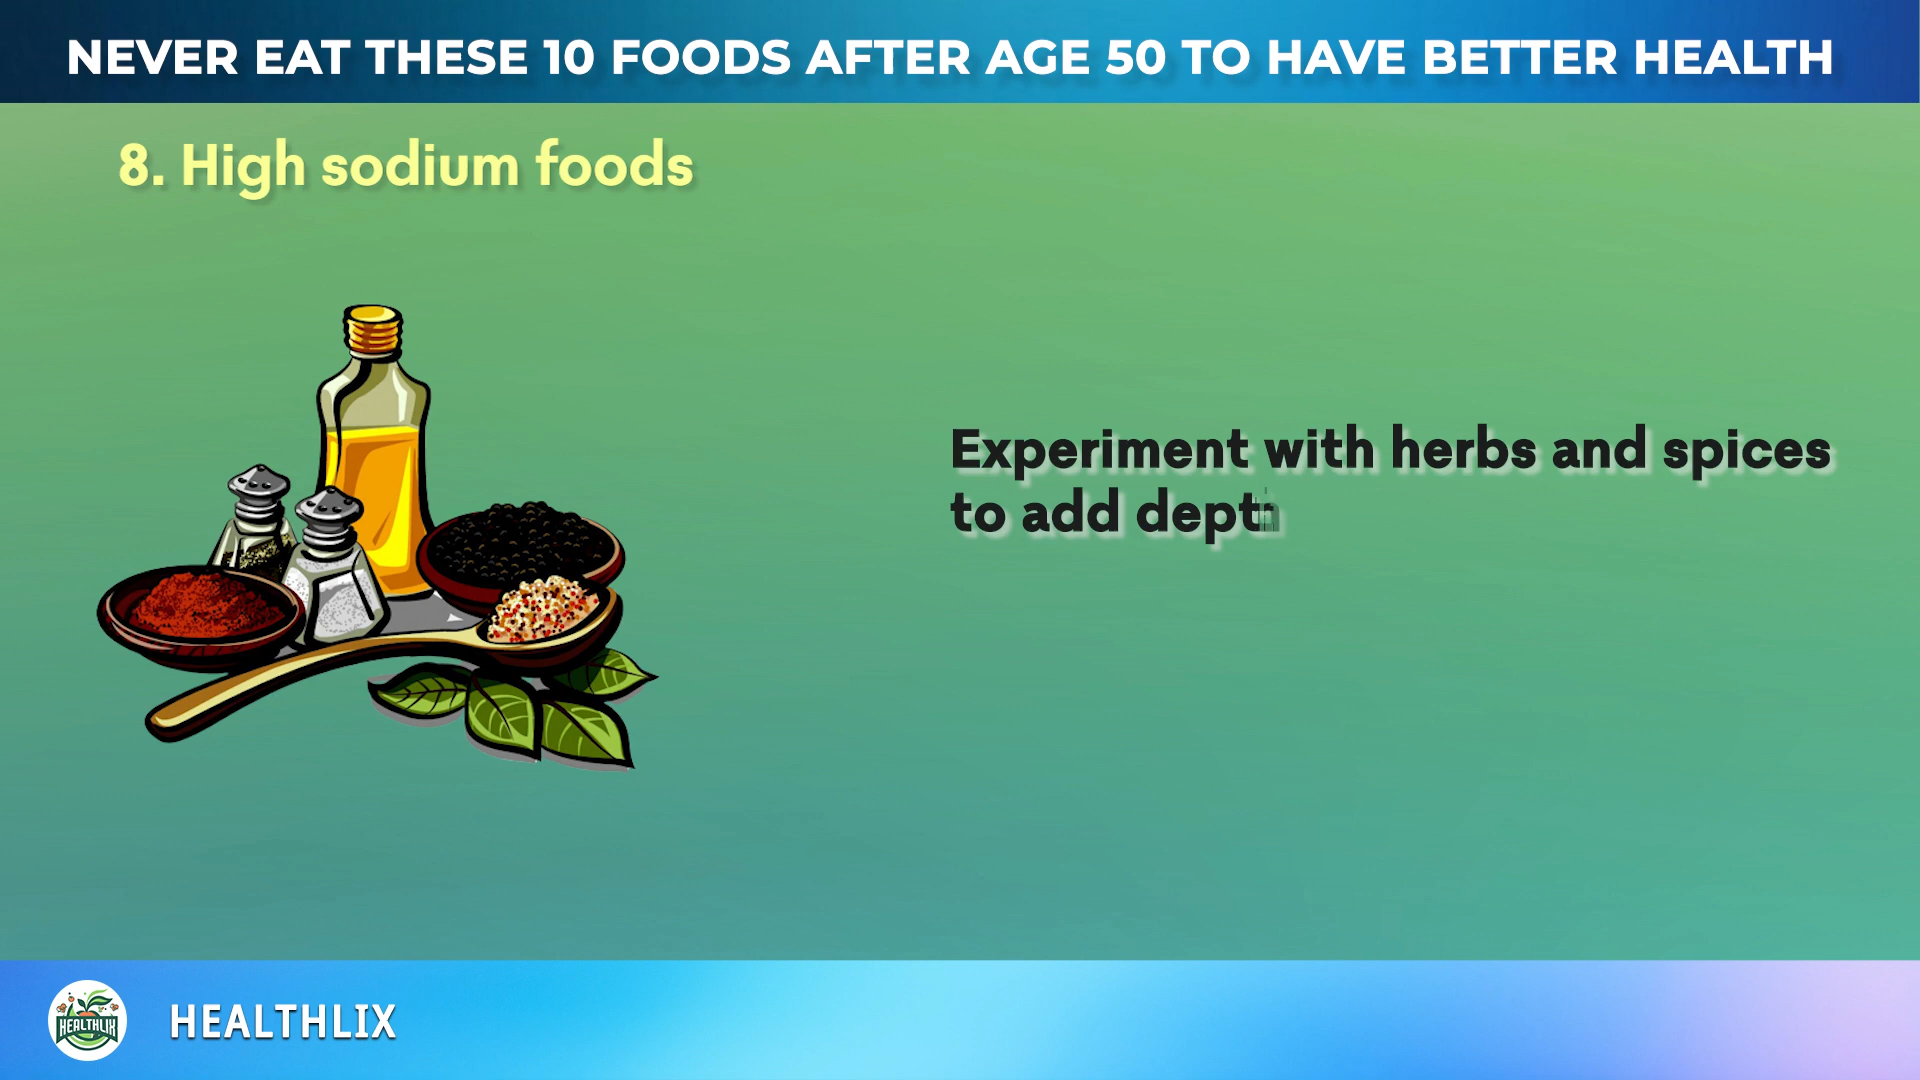 NEVER EAT THESE 10 FOODS AFTER AGE 50 TO HAVE BETTER HEALTH
8. High sodium foods
Experiment with herbs and spices
to add
HEALTHLIX
HEALTHLIX